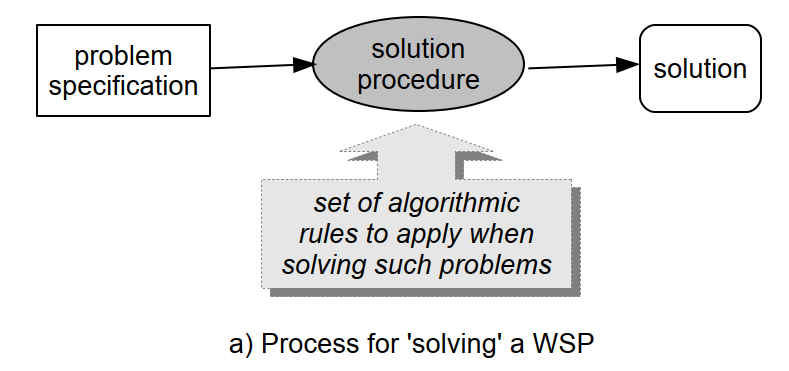 problem
specification
solution
procedure
solution
set of algorithmic
rules to apply when
solving such problems
a) Process for 'solving' a WSP